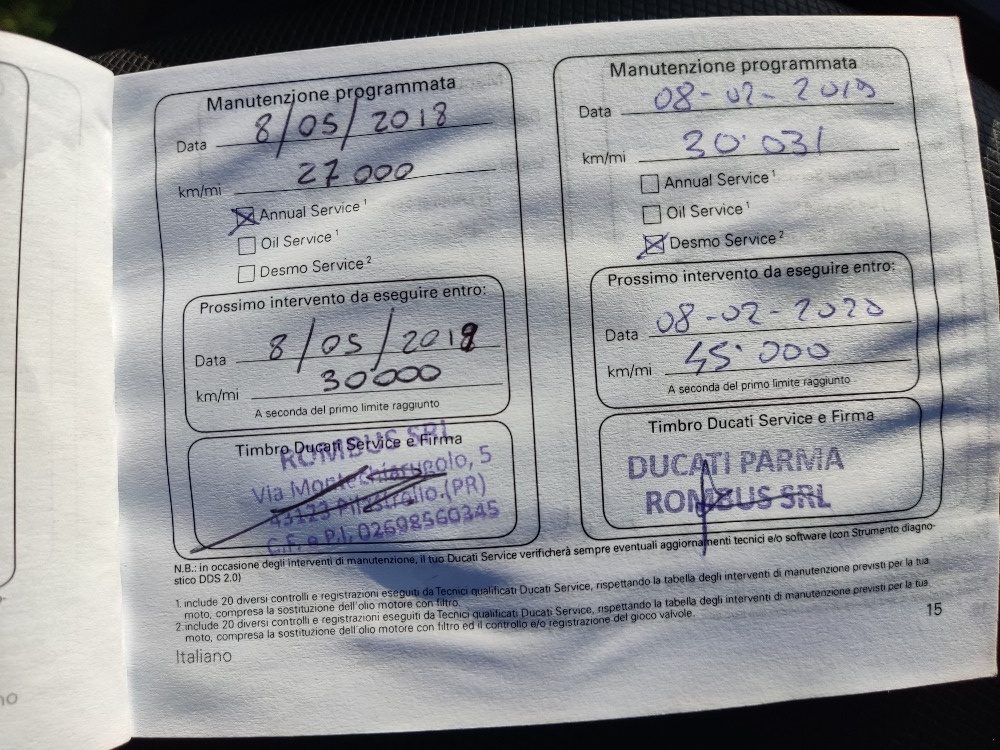 Manutenzione programmata
Data 8/05/2018
km/mi 27000
Annual Service 1
Oil Service 1
Desmo Service 2
Prossimo intervento da eseguire entro:
Data 8/05/2019
km/mi 30000
A seconda del primo limite raggiunto
Timbro Ducati Service e Firma
ROMBUS SRL
Via Montechiarugolo, 5
43123 Pilastrello.(PR)
C.F. e P.I. 02698560345
Manutenzione programmata
Data 08-02-2019
km/mi 30'031
Annual Service 1
Oil Service 1
Desmo Service 2
Prossimo intervento da eseguire entro:
Data 08-02-2020
km/mi 45'000
A seconda del primo limite raggiunto
Timbro Ducati Service e Firma
DUCATI PARMA
ROMBUS SRL
N.B.: in occasione degli interventi di manutenzione, il tuo Ducati Service verificherà sempre eventuali aggiornamenti tecnici e/o software (con Strumento diagno-
stico DDS 2.0)
1 include 20 diversi controlli e registrazioni eseguiti da Tecnici qualificati Ducati Service, rispettando la tabella degli interventi di manutenzione previsti per la tua
moto, compresa la sostituzione dell'olio motore con filtro.
2 include 20 diversi controlli e registrazioni eseguiti da Tecnici qualificati Ducati Service, rispettando la tabella degli interventi di manutenzione previsti per la tua
moto, compresa la sostituzione dell'olio motore con filtro ed il controllo e/o registrazione del gioco valvole.
15
Italiano